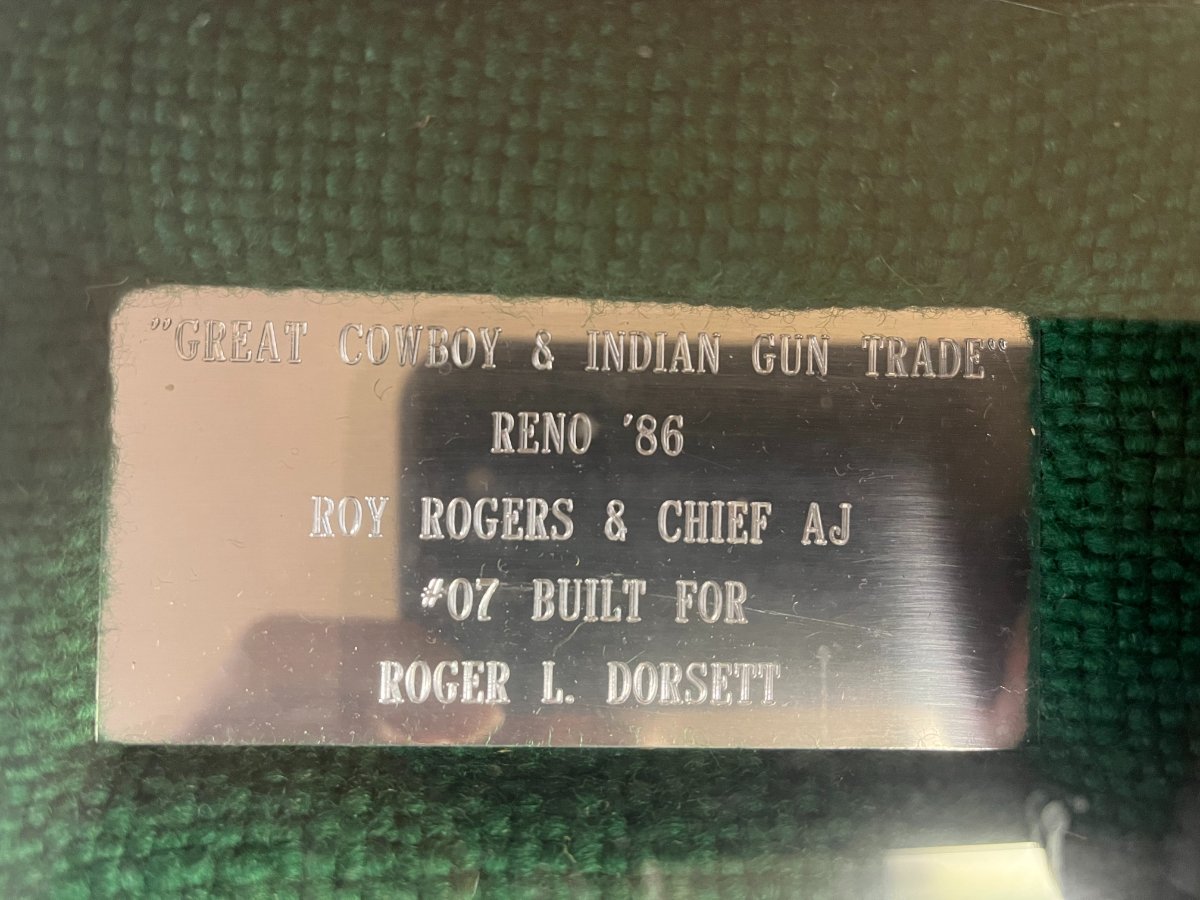 "GREAT COWBOY & INDIAN GUN TRADE"
RENO '86
ROY ROGERS & CHIEF AJ
#07 BUILT FOR
ROGER L. DORSETT